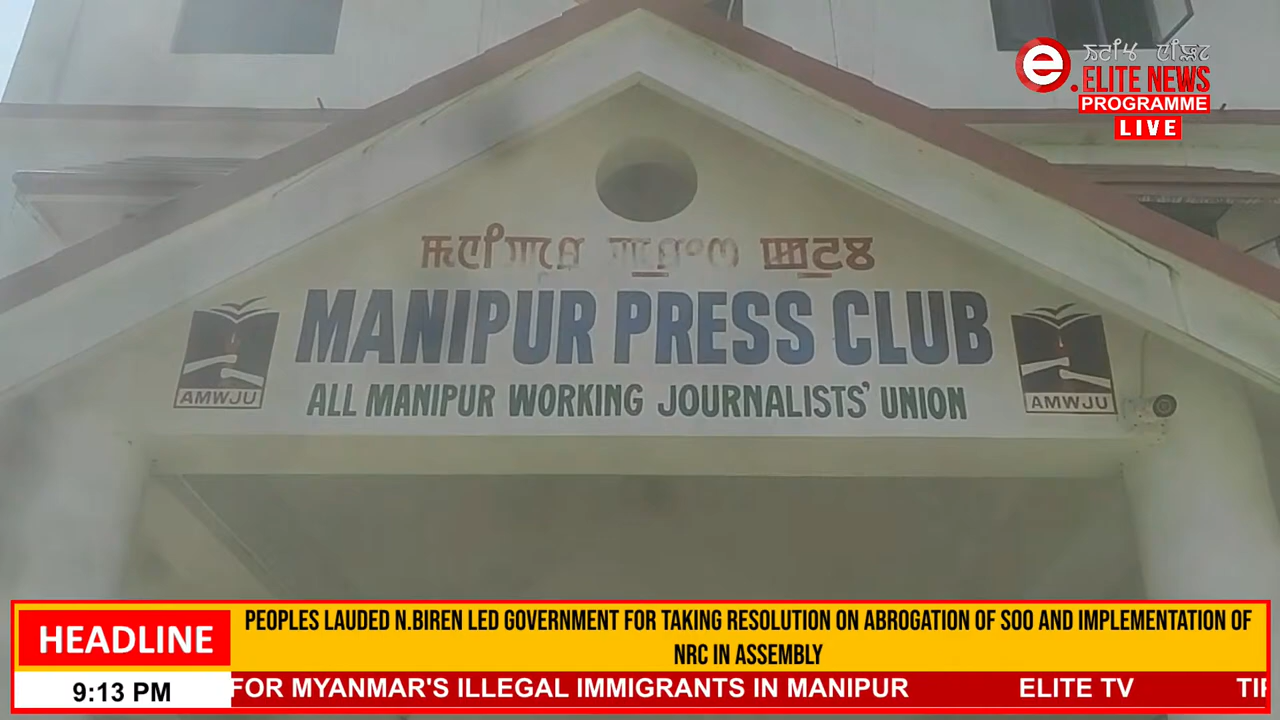 .ELITE NEWS
PROGRAMME
LIVE
ꯃꯅꯤꯄꯨꯔ ꯄ꯭ꯔꯦꯁ ꯀ꯭ꯂꯕ
MANIPUR PRESS CLUB
ALL MANIPUR WORKING JOURNALISTS' UNION
AMWJU
AMWJU
HEADLINE
PEOPLES LAUDED N.BIREN LED GOVERNMENT FOR TAKING RESOLUTION ON ABROGATION OF SOO AND IMPLEMENTATION OF
NRC IN ASSEMBLY
9:13 PM
FOR MYANMAR'S ILLEGAL IMMIGRANTS IN MANIPUR ELITE TV